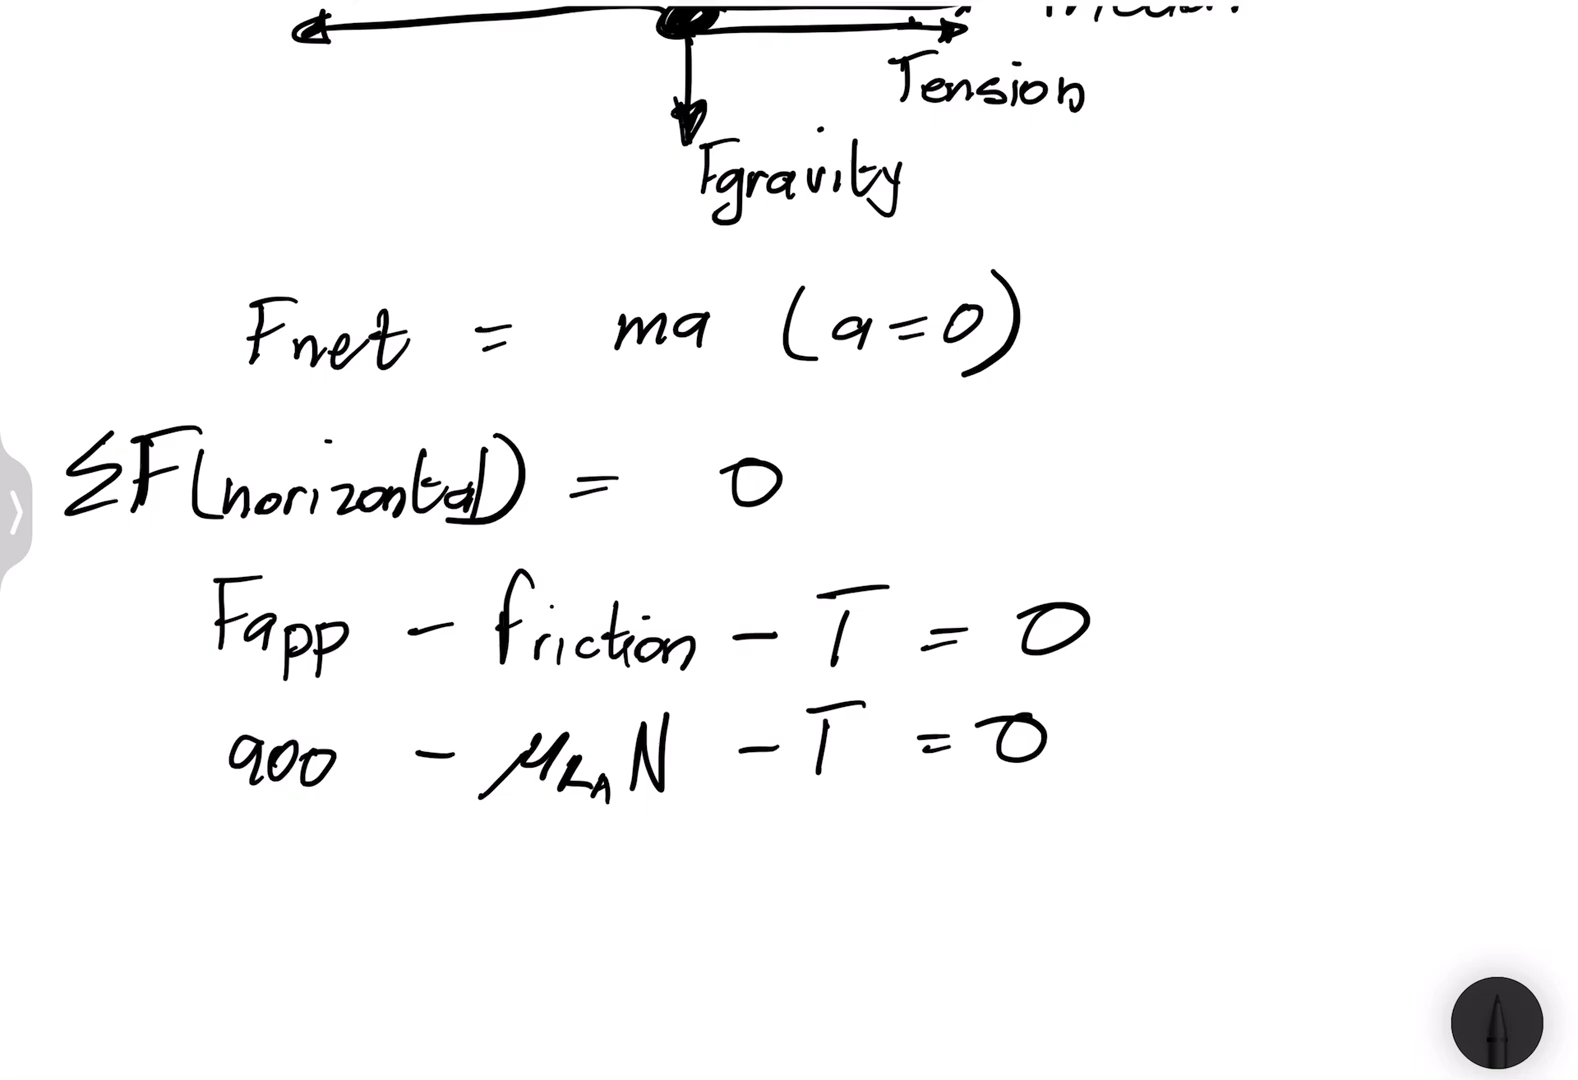 Tension
Fgravity
Fnet = ma (a=0)
ΣF(horizontal) = 0
Fapp - friction - T = 0
900 - μkA N - T = 0